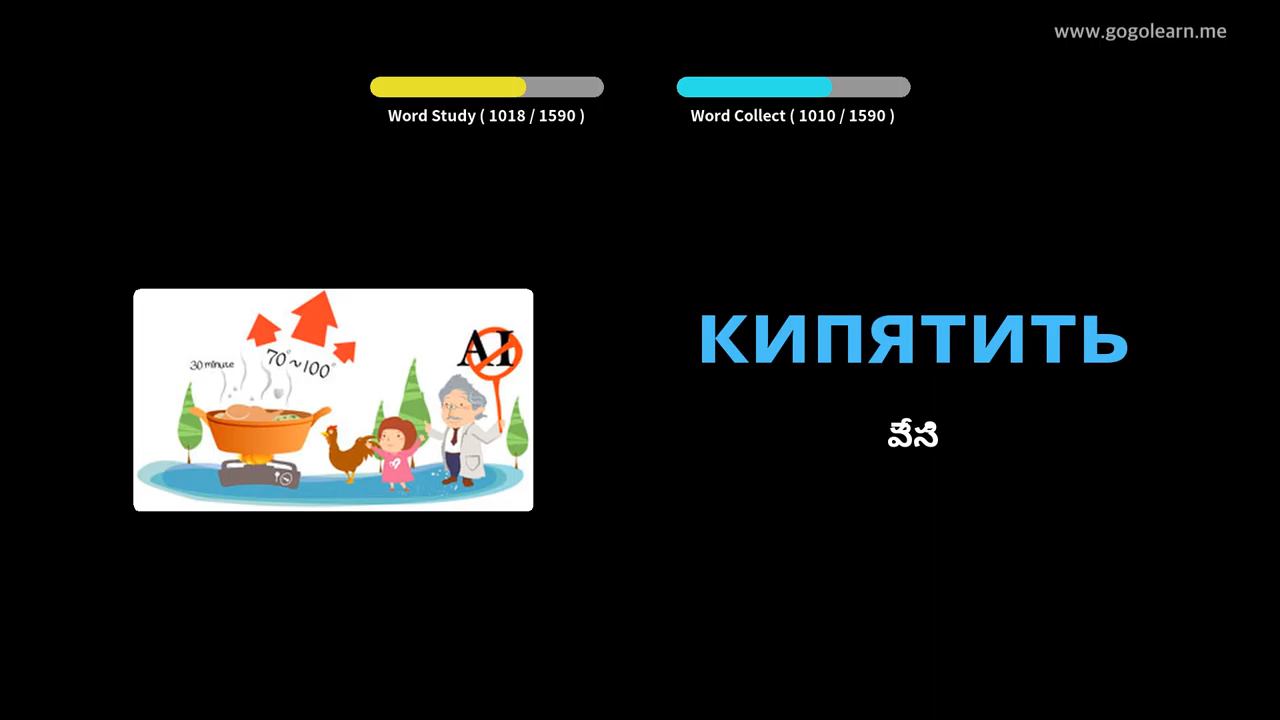 www.gogolearn.me
Word Study ( 1018 / 1590 )
Word Collect ( 1010 / 1590 )
30 minute
70°~100°
AI
кипятить
వేసి